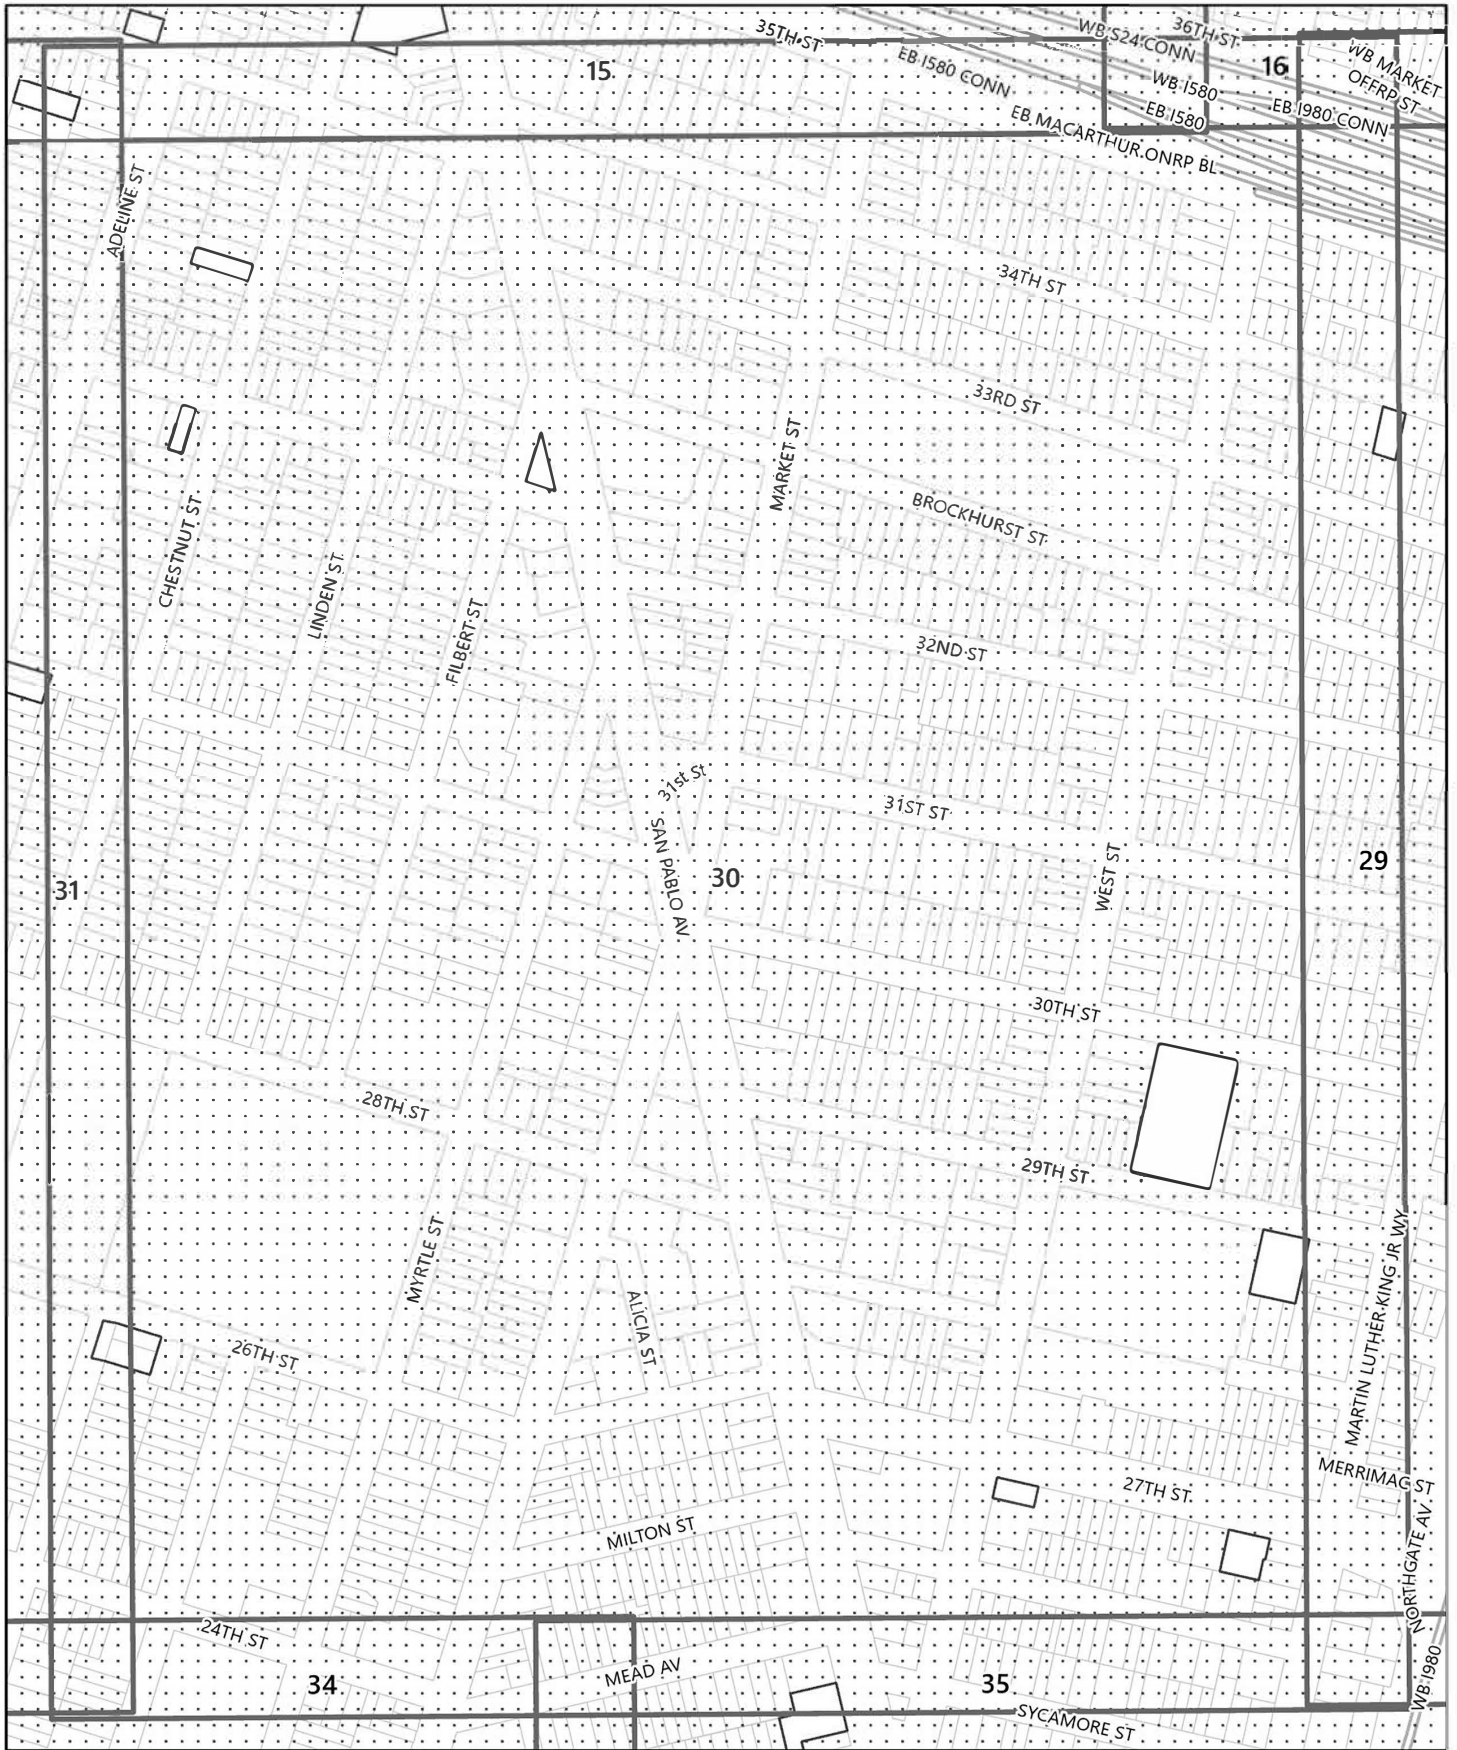 35TH ST
36TH ST
WB S24 CONN
15
16
WB MARKET
OFFRP ST
EB I580 CONN
WB I580
EB I580
EB I980 CONN
EB MACARTHUR ONRP BL
ADELINE ST
34TH ST
33RD ST
MARKET ST
BROCKHURST ST
CHESTNUT ST
LINDEN ST
FILBERT ST
32ND ST
31st St
31ST ST
SAN PABLO AV
WEST ST
31
30
29
30TH ST
28TH ST
29TH ST
MYRTLE ST
ALICIA ST
MARTIN LUTHER KING JR WY
26TH ST
MERRIMAC ST
27TH ST
MILTON ST
NORTHGATE AV
24TH ST
MEAD AV
34
35
WB I980
SYCAMORE ST